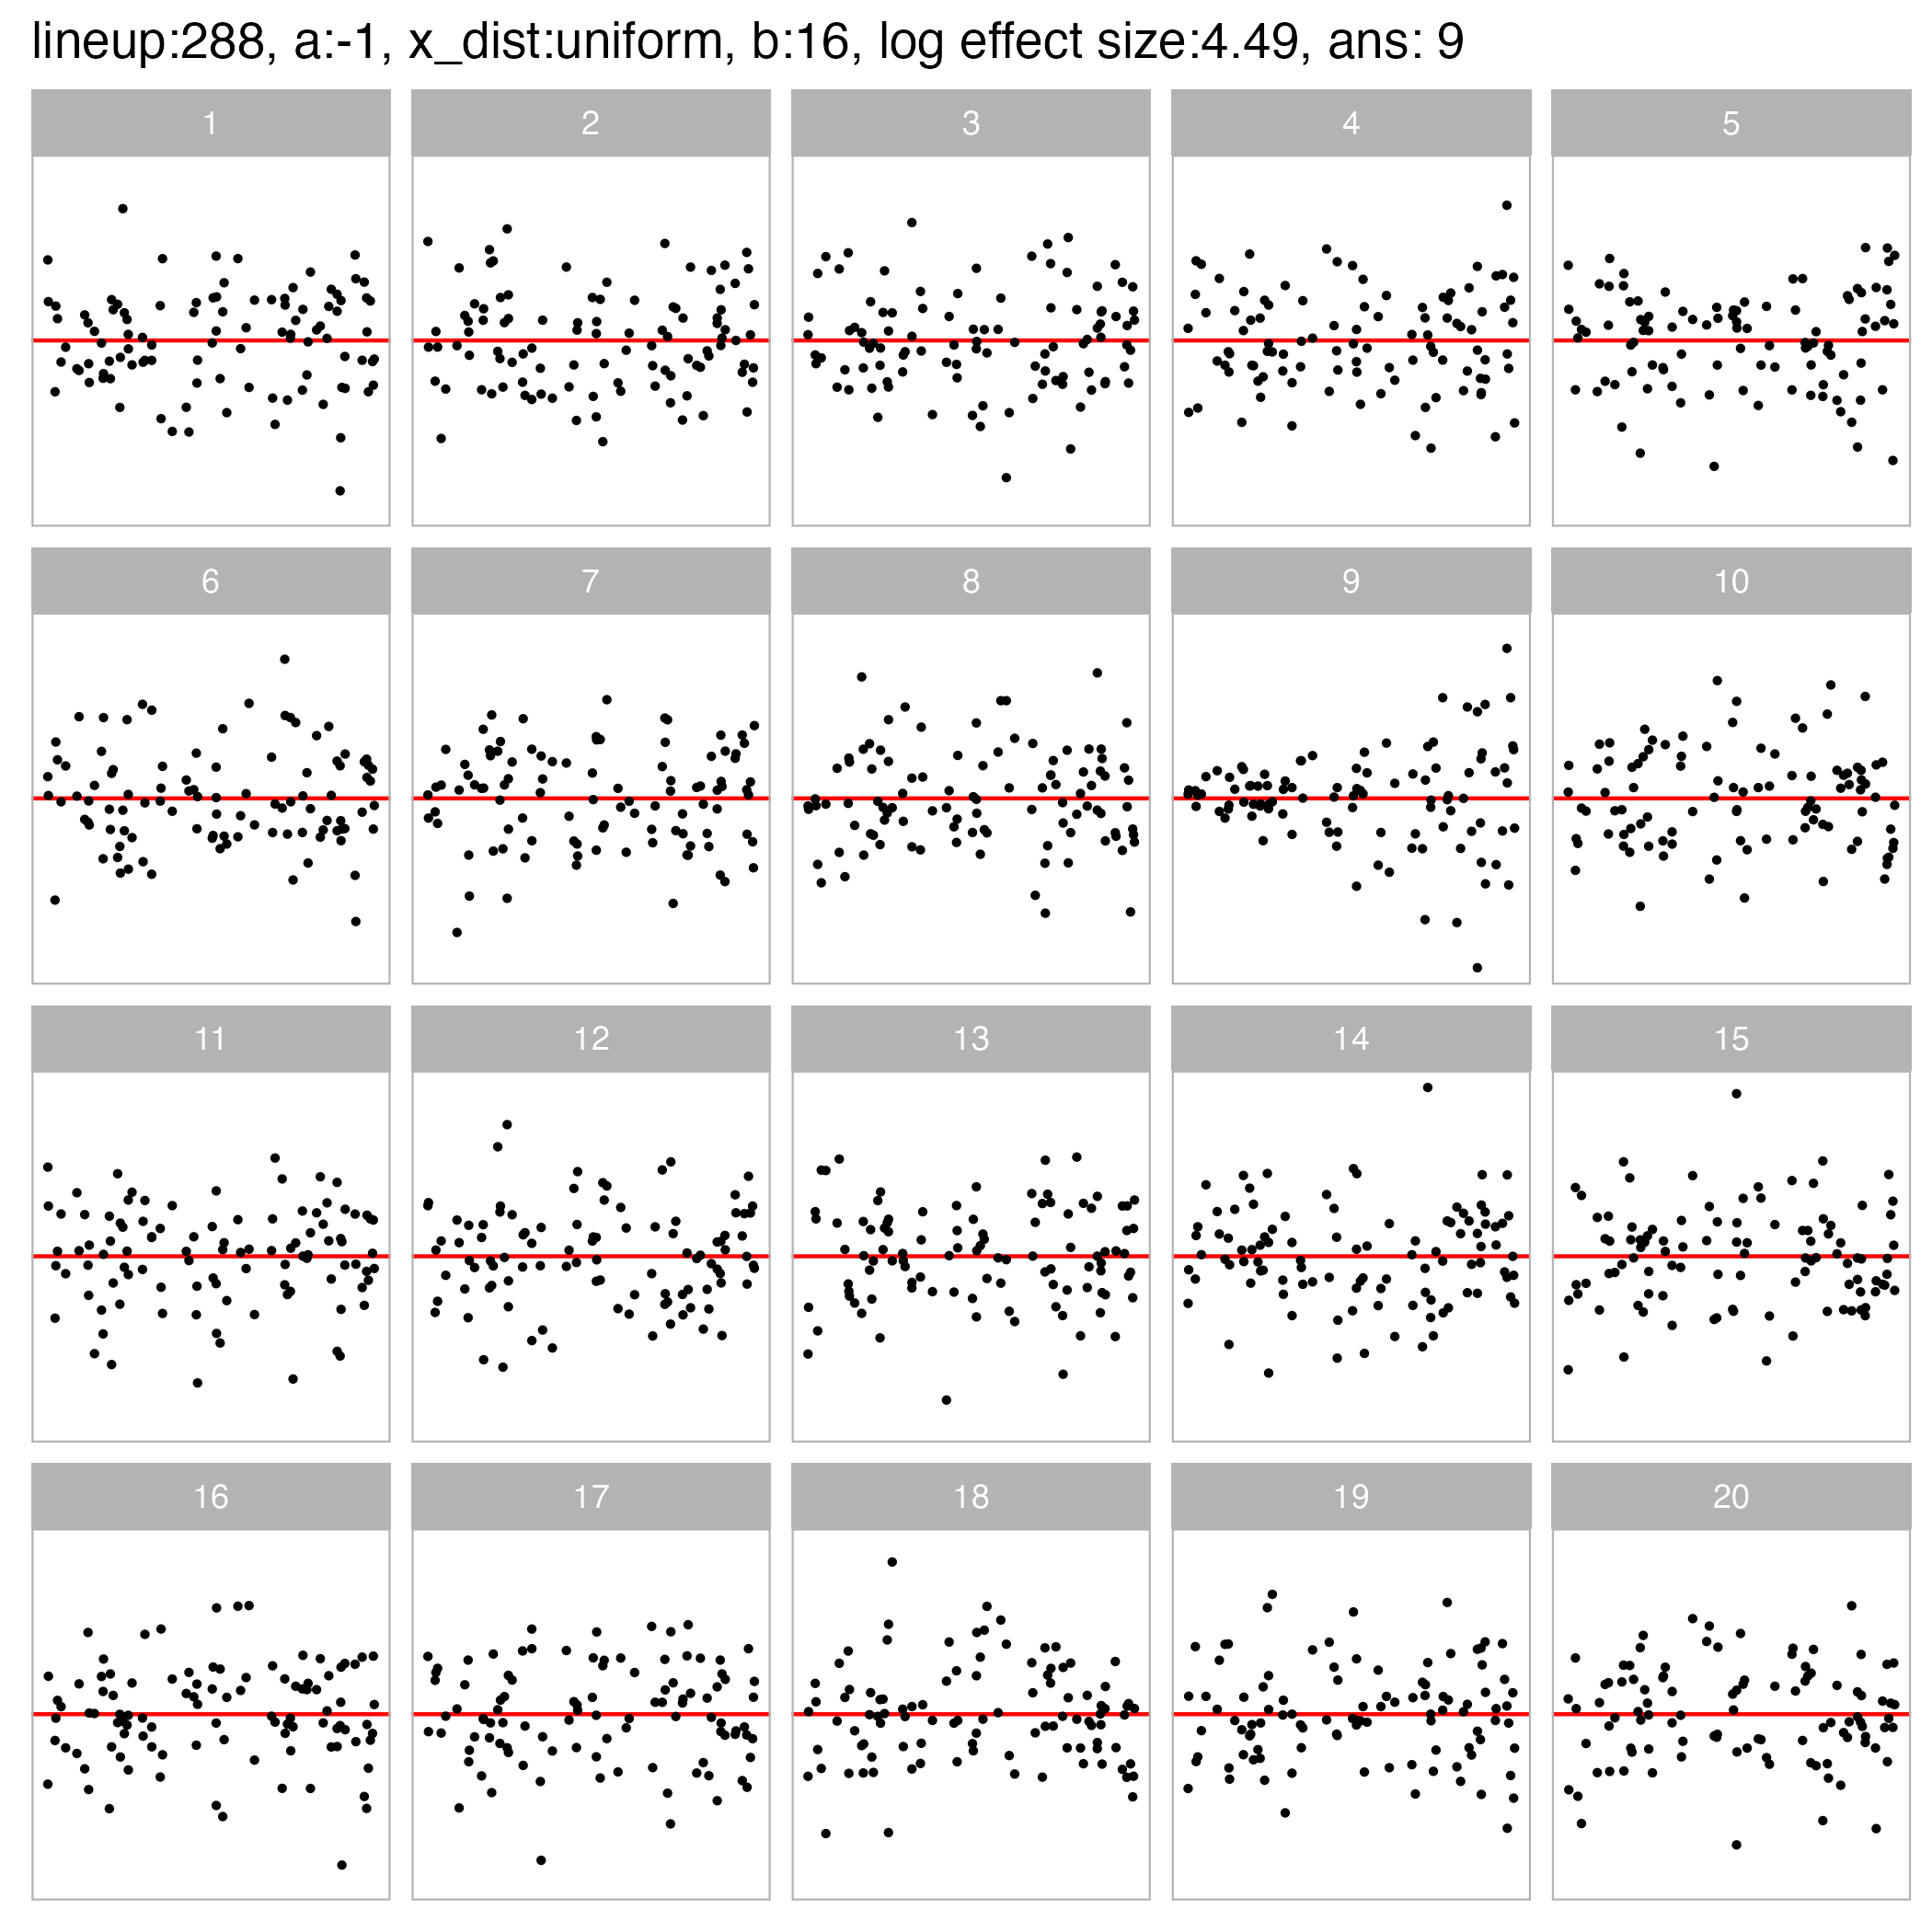 lineup:288, a:-1, x_dist:uniform, b:16, log effect size:4.49, ans: 9
1 2 3 4 5
6 7 8 9 10
11 12 13 14 15
16 17 18 19 20